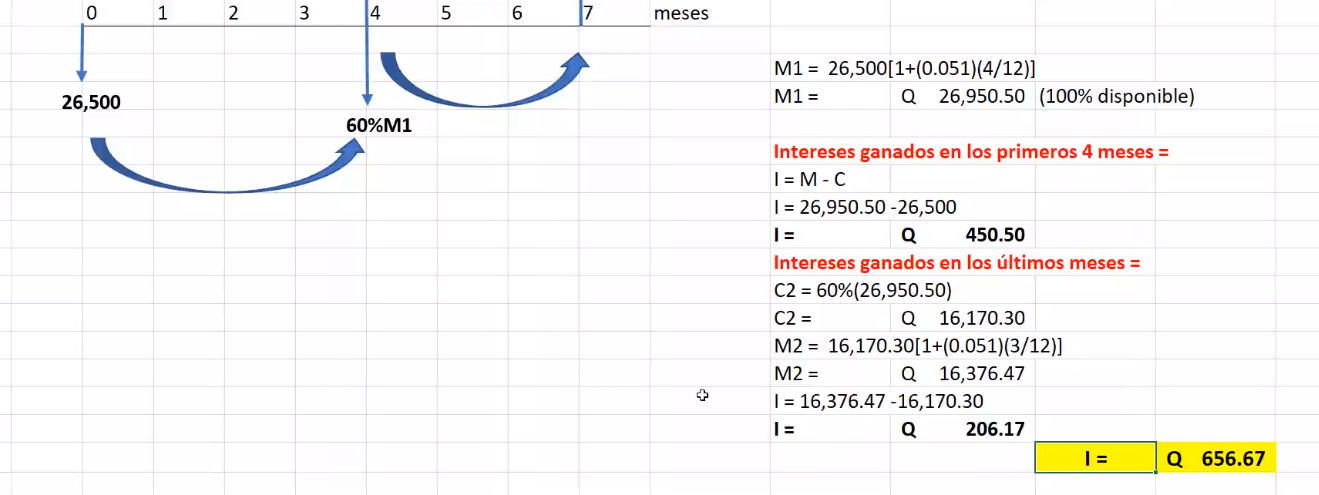 0 1 2 3 4 5 6 7 meses
26,500
60%M1
M1 = 26,500[1+(0.051)(4/12)]
M1 = Q 26,950.50 (100% disponible)
Intereses ganados en los primeros 4 meses =
I = M - C
I = 26,950.50 -26,500
I = Q 450.50
Intereses ganados en los últimos meses =
C2 = 60%(26,950.50)
C2 = Q 16,170.30
M2 = 16,170.30[1+(0.051)(3/12)]
M2 = Q 16,376.47
I = 16,376.47 -16,170.30
I = Q 206.17
I = Q 656.67